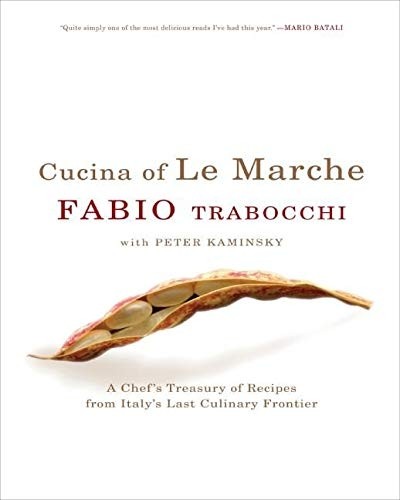 "Quite simply one of the most delicious reads I've had this year."—MARIO BATALI
Cucina of Le Marche
FABIO TRABOCCHI
with PETER KAMINSKY
A Chef's Treasury of Recipes
from Italy's Last Culinary Frontier